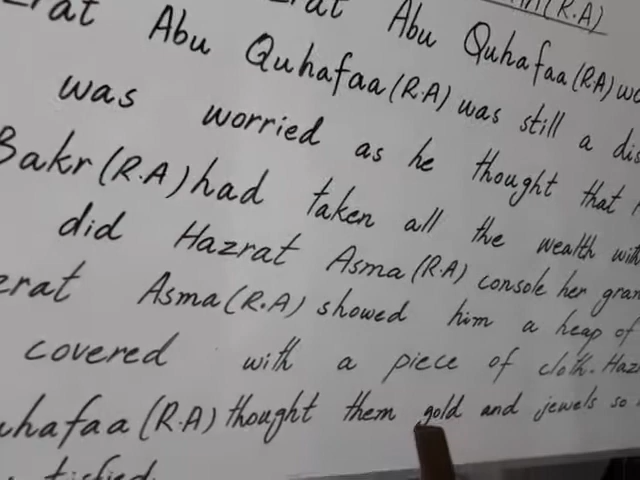 Abu Quhafaa (RA)
Abu Quhafaa (R.A) was still a
was worried as he thought that
Bakr (R.A) had taken all the wealth
did Hazrat Asma (R.A) console her
Asma (R.A) showed him a heap of
covered with a piece of cloth.
(R.A) thought them gold and jewels so